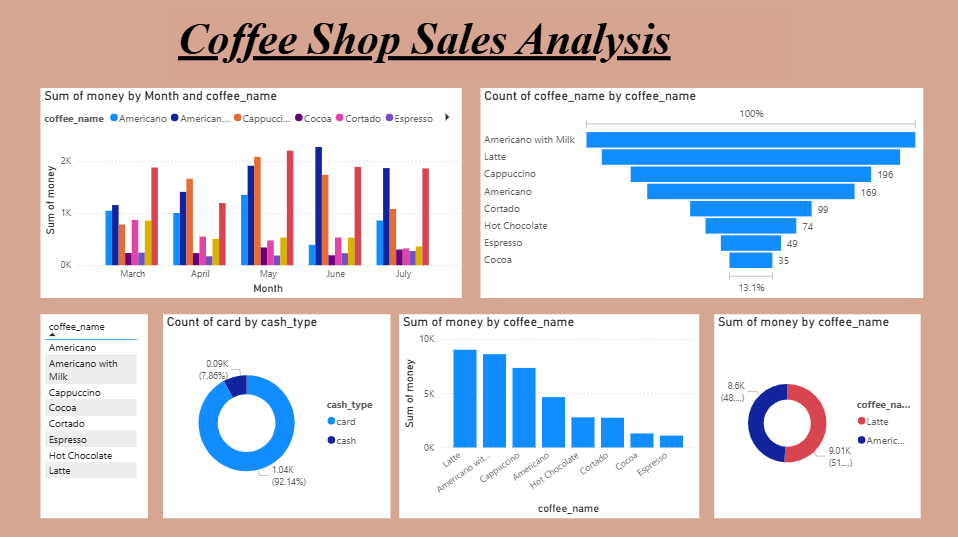 Coffee Shop Sales Analysis
Sum of money by Month and coffee_name
coffee_name Americano American... Cappucci... Cocoa Cortado Espresso
Sum of money
2K
1K
0K
March April May June July
Month
Count of coffee_name by coffee_name
100%
Americano with Milk
Latte
Cappuccino 196
Americano 169
Cortado 99
Hot Chocolate 74
Espresso 49
Cocoa 35
13.1%
coffee_name
Americano
Americano with
Milk
Cappuccino
Cocoa
Cortado
Espresso
Hot Chocolate
Latte
Count of card by cash_type
0.09K
(7.86%)
cash_type
card
cash
1.04K
(92.14%)
Sum of money by coffee_name
Sum of money
10K
5K
0K
Latte Americano wit... Cappuccino Americano Hot Chocolate Cortado Cocoa Espresso
coffee_name
Sum of money by coffee_name
8.6K
(48....)
coffee_na...
Latte
Americ...
9.01K
(51....)